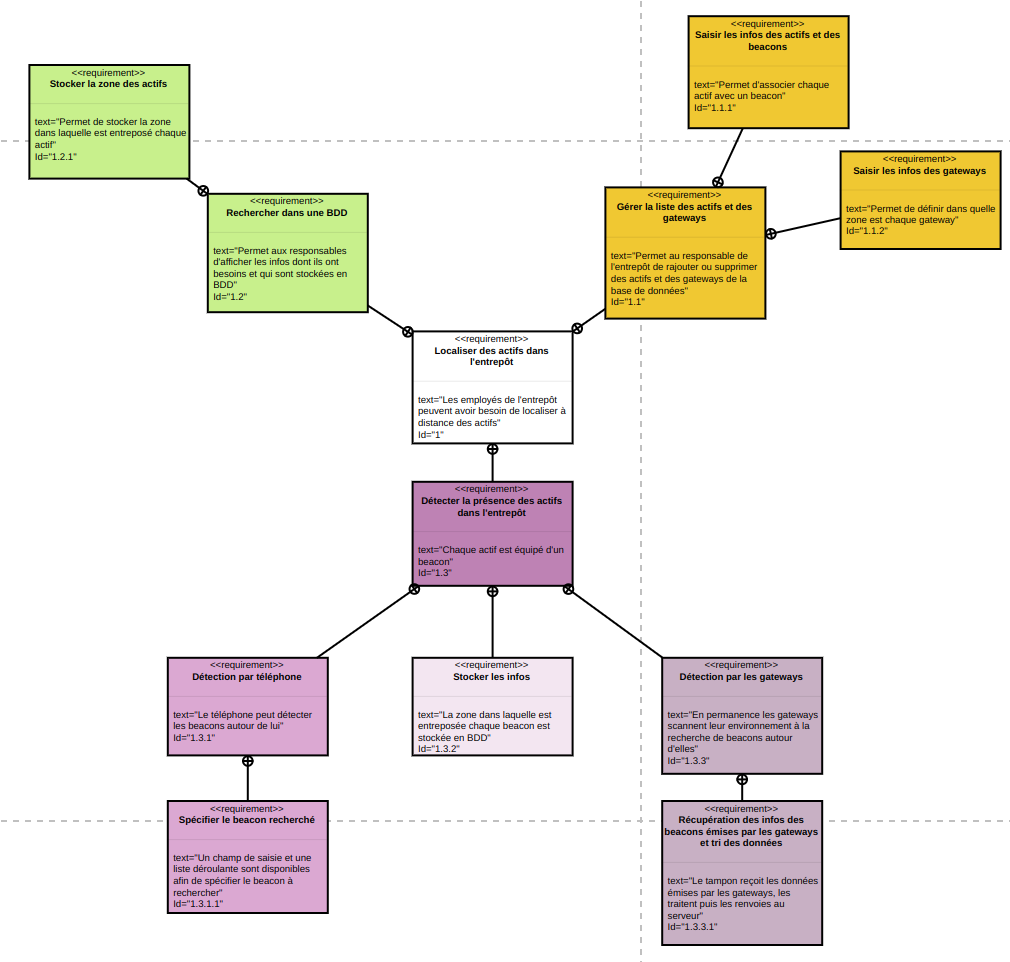 <<requirement>>
Saisir les infos des actifs et des
beacons
text="Permet d'associer chaque
actif avec un beacon"
Id="1.1.1"
<<requirement>>
Stocker la zone des actifs
text="Permet de stocker la zone
dans laquelle est entreposé chaque
actif"
Id="1.2.1"
<<requirement>>
Saisir les infos des gateways
text="Permet de définir dans quelle
zone est chaque gateway"
Id="1.1.2"
<<requirement>>
Rechercher dans une BDD
text="Permet aux responsables
d'afficher les infos dont ils ont
besoins et qui sont stockées en
BDD"
Id="1.2"
<<requirement>>
Gérer la liste des actifs et des
gateways
text="Permet au responsable de
l'entrepôt de rajouter ou supprimer
des actifs et des gateways de la
base de données"
Id="1.1"
<<requirement>>
Localiser des actifs dans
l'entrepôt
text="Les employés de l'entrepôt
peuvent avoir besoin de localiser à
distance des actifs"
Id="1"
<<requirement>>
Détecter la présence des actifs
dans l'entrepôt
text="Chaque actif est équipé d'un
beacon"
Id="1.3"
<<requirement>>
Détection par téléphone
text="Le téléphone peut détecter
les beacons autour de lui"
Id="1.3.1"
<<requirement>>
Stocker les infos
text="La zone dans laquelle est
entreposée chaque beacon est
stockée en BDD"
Id="1.3.2"
<<requirement>>
Détection par les gateways
text="En permanence les gateways
scannent leur environnement à la
recherche de beacons autour
d'elles"
Id="1.3.3"
<<requirement>>
Spécifier le beacon recherché
text="Un champ de saisie et une
liste déroulante sont disponibles
afin de spécifier le beacon à
rechercher"
Id="1.3.1.1"
<<requirement>>
Récupération des infos des
beacons émises par les gateways
et tri des données
text="Le tampon reçoit les données
émises par les gateways, les
traitent puis les renvoies au
serveur"
Id="1.3.3.1"